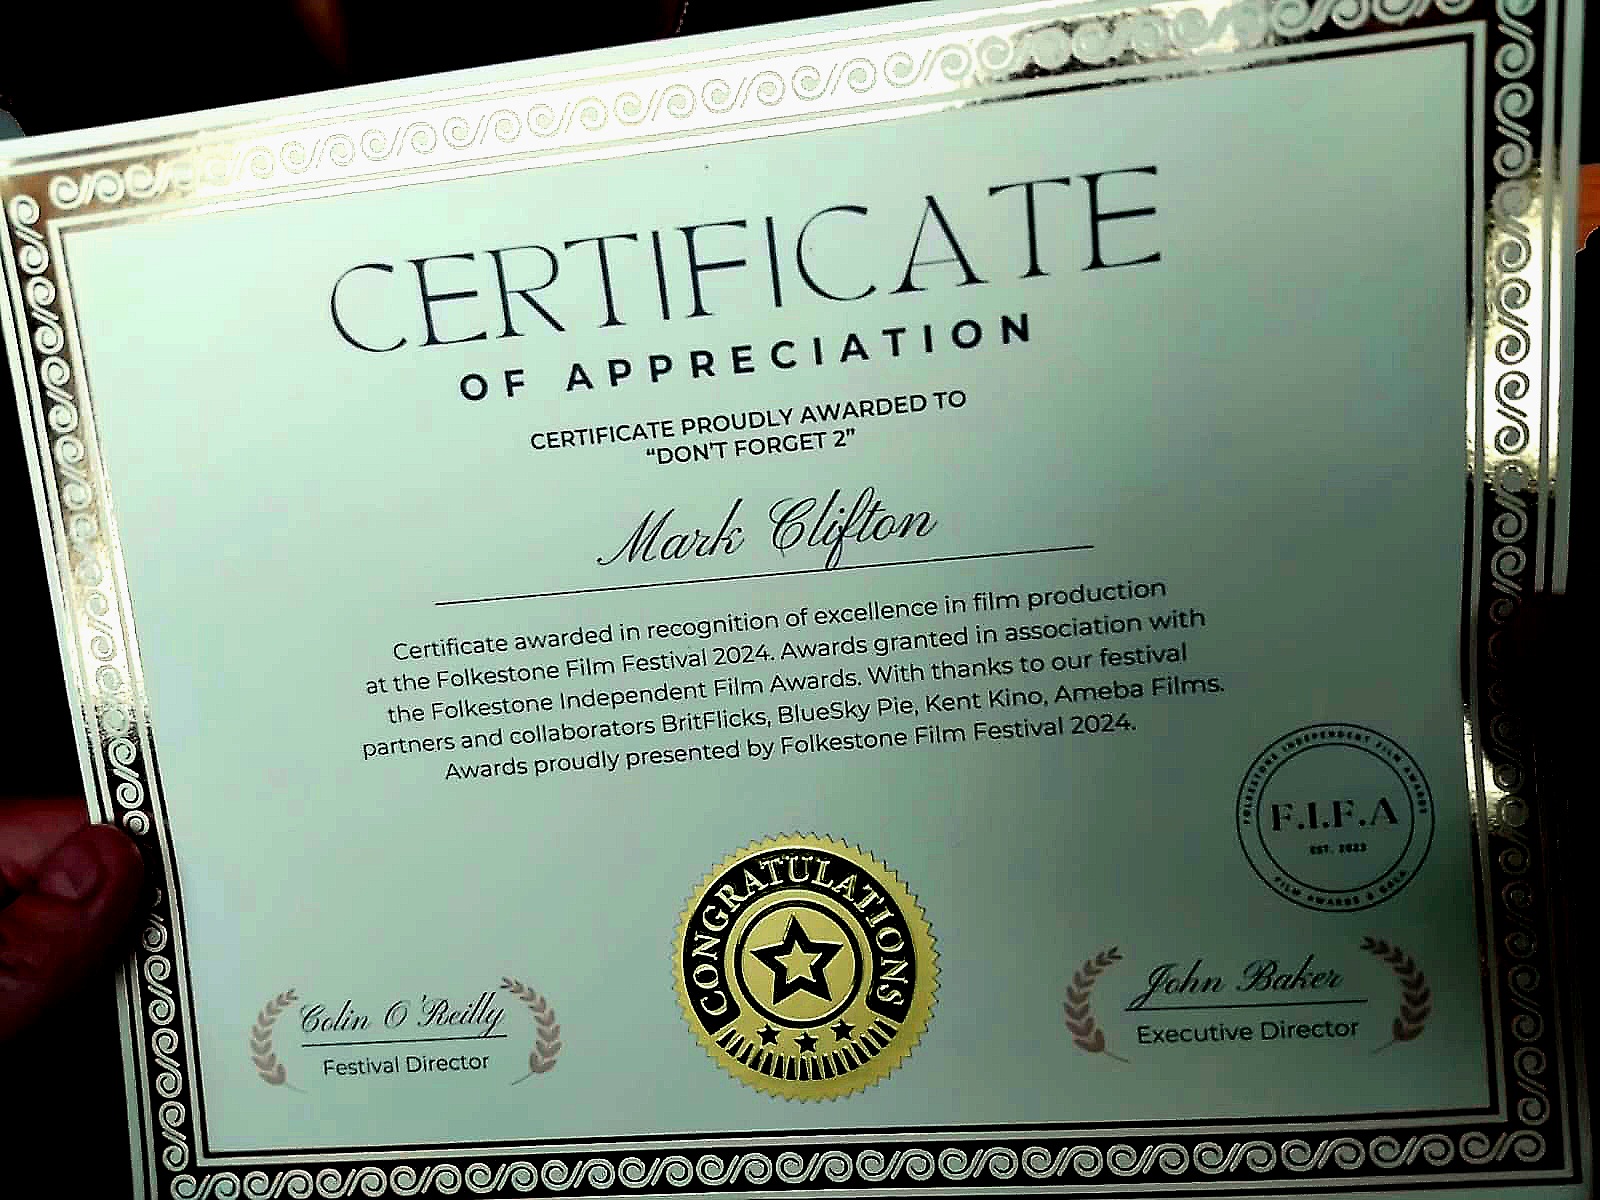 CERTIFICATE
OF APPRECIATION
CERTIFICATE PROUDLY AWARDED TO
“DON'T FORGET 2”
Mark Clifton
Certificate awarded in recognition of excellence in film production
at the Folkestone Film Festival 2024. Awards granted in association with
the Folkestone Independent Film Awards. With thanks to our festival
partners and collaborators BritFlicks, BlueSky Pie, Kent Kino, Ameba Films.
Awards proudly presented by Folkestone Film Festival 2024.
FOLKESTONE INDEPENDENT FILM AWARDS
F.I.F.A
EST. 2023
FILM AWARDS & GALA
CONGRATULATIONS
Colin O'Reilly
Festival Director
John Baker
Executive Director